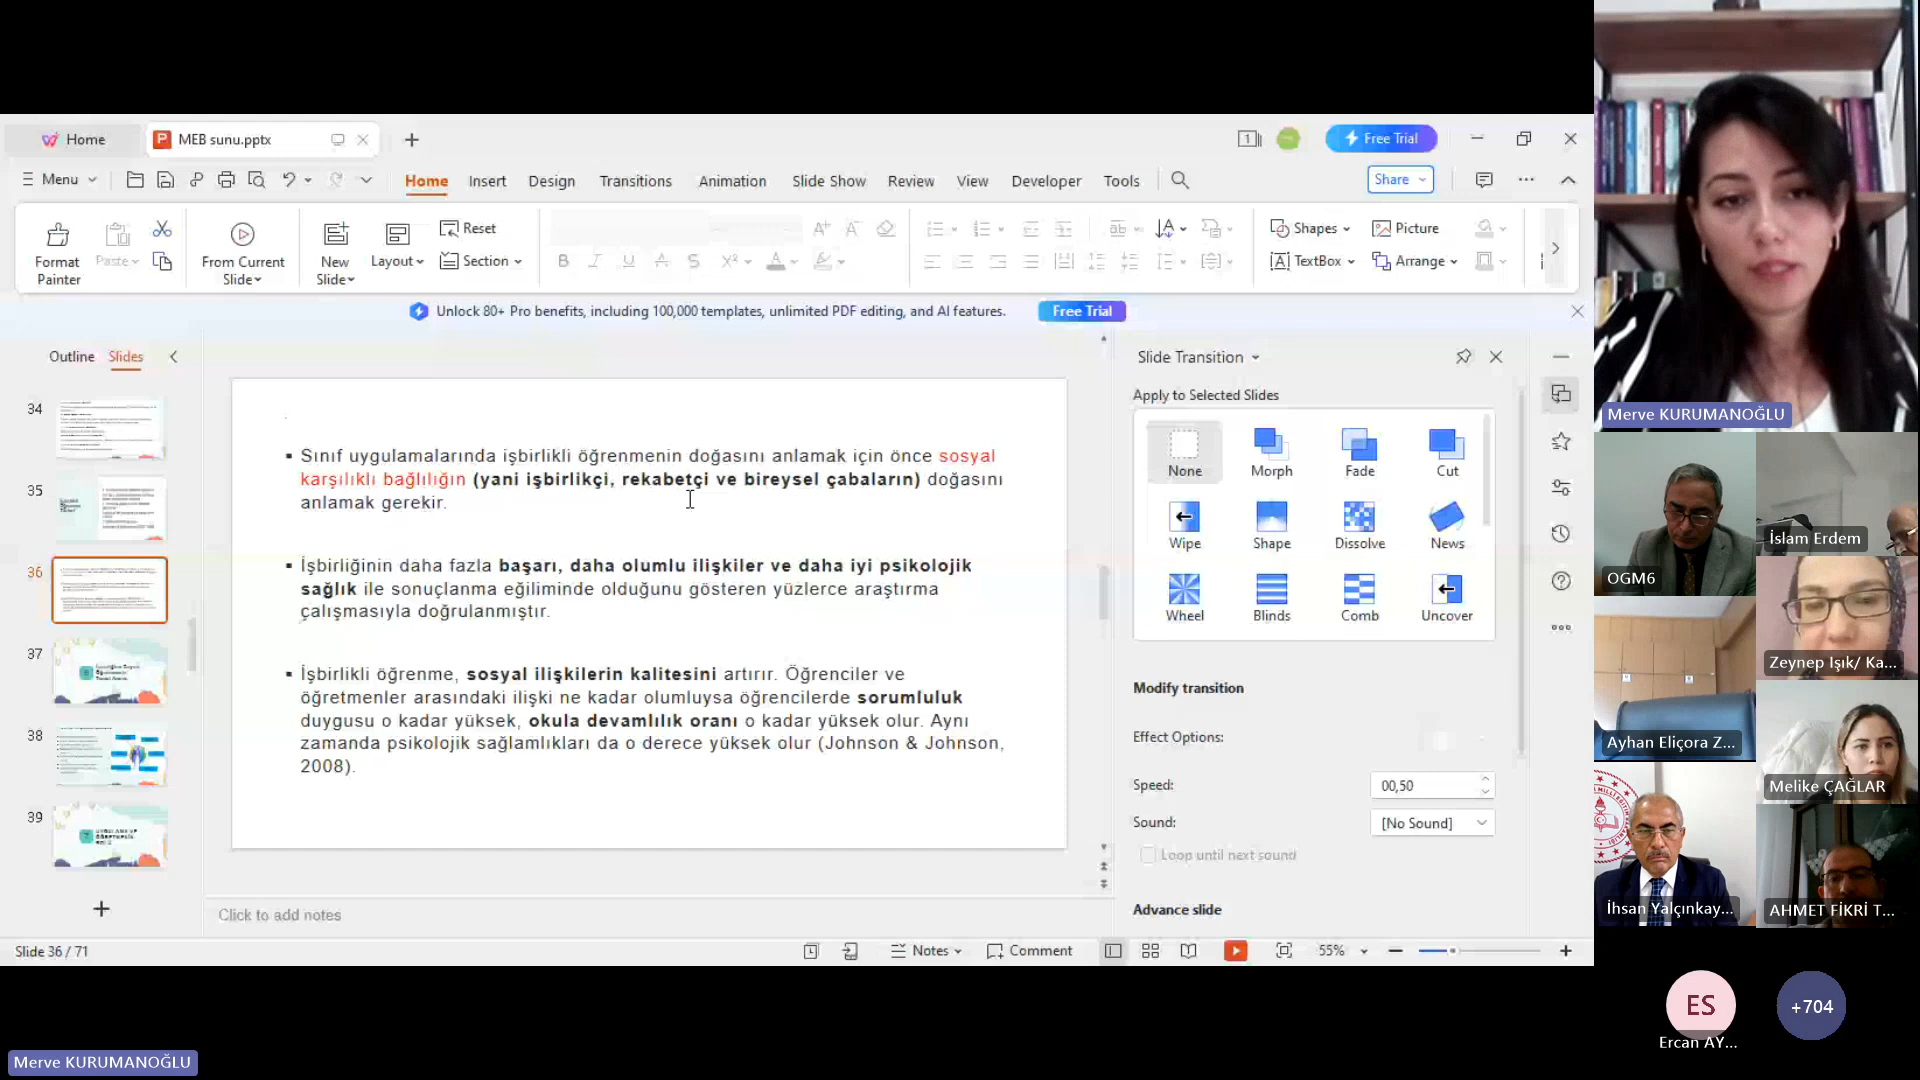 Home
MEB sunu.pptx
Free Trial
Menu
Home
Insert
Design
Transitions
Animation
Slide Show
Review
View
Developer
Tools
Share
Format Painter
Paste
From Current Slide
New Slide
Layout
Reset
Section
Shapes
Picture
TextBox
Arrange
Unlock 80+ Pro benefits, including 100,000 templates, unlimited PDF editing, and AI features.
Free Trial
Outline
Slides
34
35
36
37
38
39
▪ Sınıf uygulamalarında işbirlikli öğrenmenin doğasını anlamak için önce sosyal
karşılıklı bağlılığın (yani işbirlikçi, rekabetçi ve bireysel çabaların) doğasını
anlamak gerekir.
▪ İşbirliğinin daha fazla başarı, daha olumlu ilişkiler ve daha iyi psikolojik
sağlık ile sonuçlanma eğiliminde olduğunu gösteren yüzlerce araştırma
çalışmasıyla doğrulanmıştır.
▪ İşbirlikli öğrenme, sosyal ilişkilerin kalitesini artırır. Öğrenciler ve
öğretmenler arasındaki ilişki ne kadar olumluysa öğrencilerde sorumluluk
duygusu o kadar yüksek, okula devamlılık oranı o kadar yüksek olur. Aynı
zamanda psikolojik sağlamlıkları da o derece yüksek olur (Johnson & Johnson,
2008).
Click to add notes
Slide Transition
Apply to Selected Slides
None
Morph
Fade
Cut
Wipe
Shape
Dissolve
News
Wheel
Blinds
Comb
Uncover
Modify transition
Effect Options:
Speed:
00,50
Sound:
[No Sound]
Loop until next sound
Advance slide
Slide 36 / 71
Notes
Comment
55%
Merve KURUMANOĞLU
OGM6
İslam Erdem
Zeynep Işık/ Ka...
Ayhan Eliçora Z...
Melike ÇAĞLAR
İhsan Yalçınkay...
AHMET FİKRİ T...
ES
+704
Ercan AY...
Merve KURUMANOĞLU